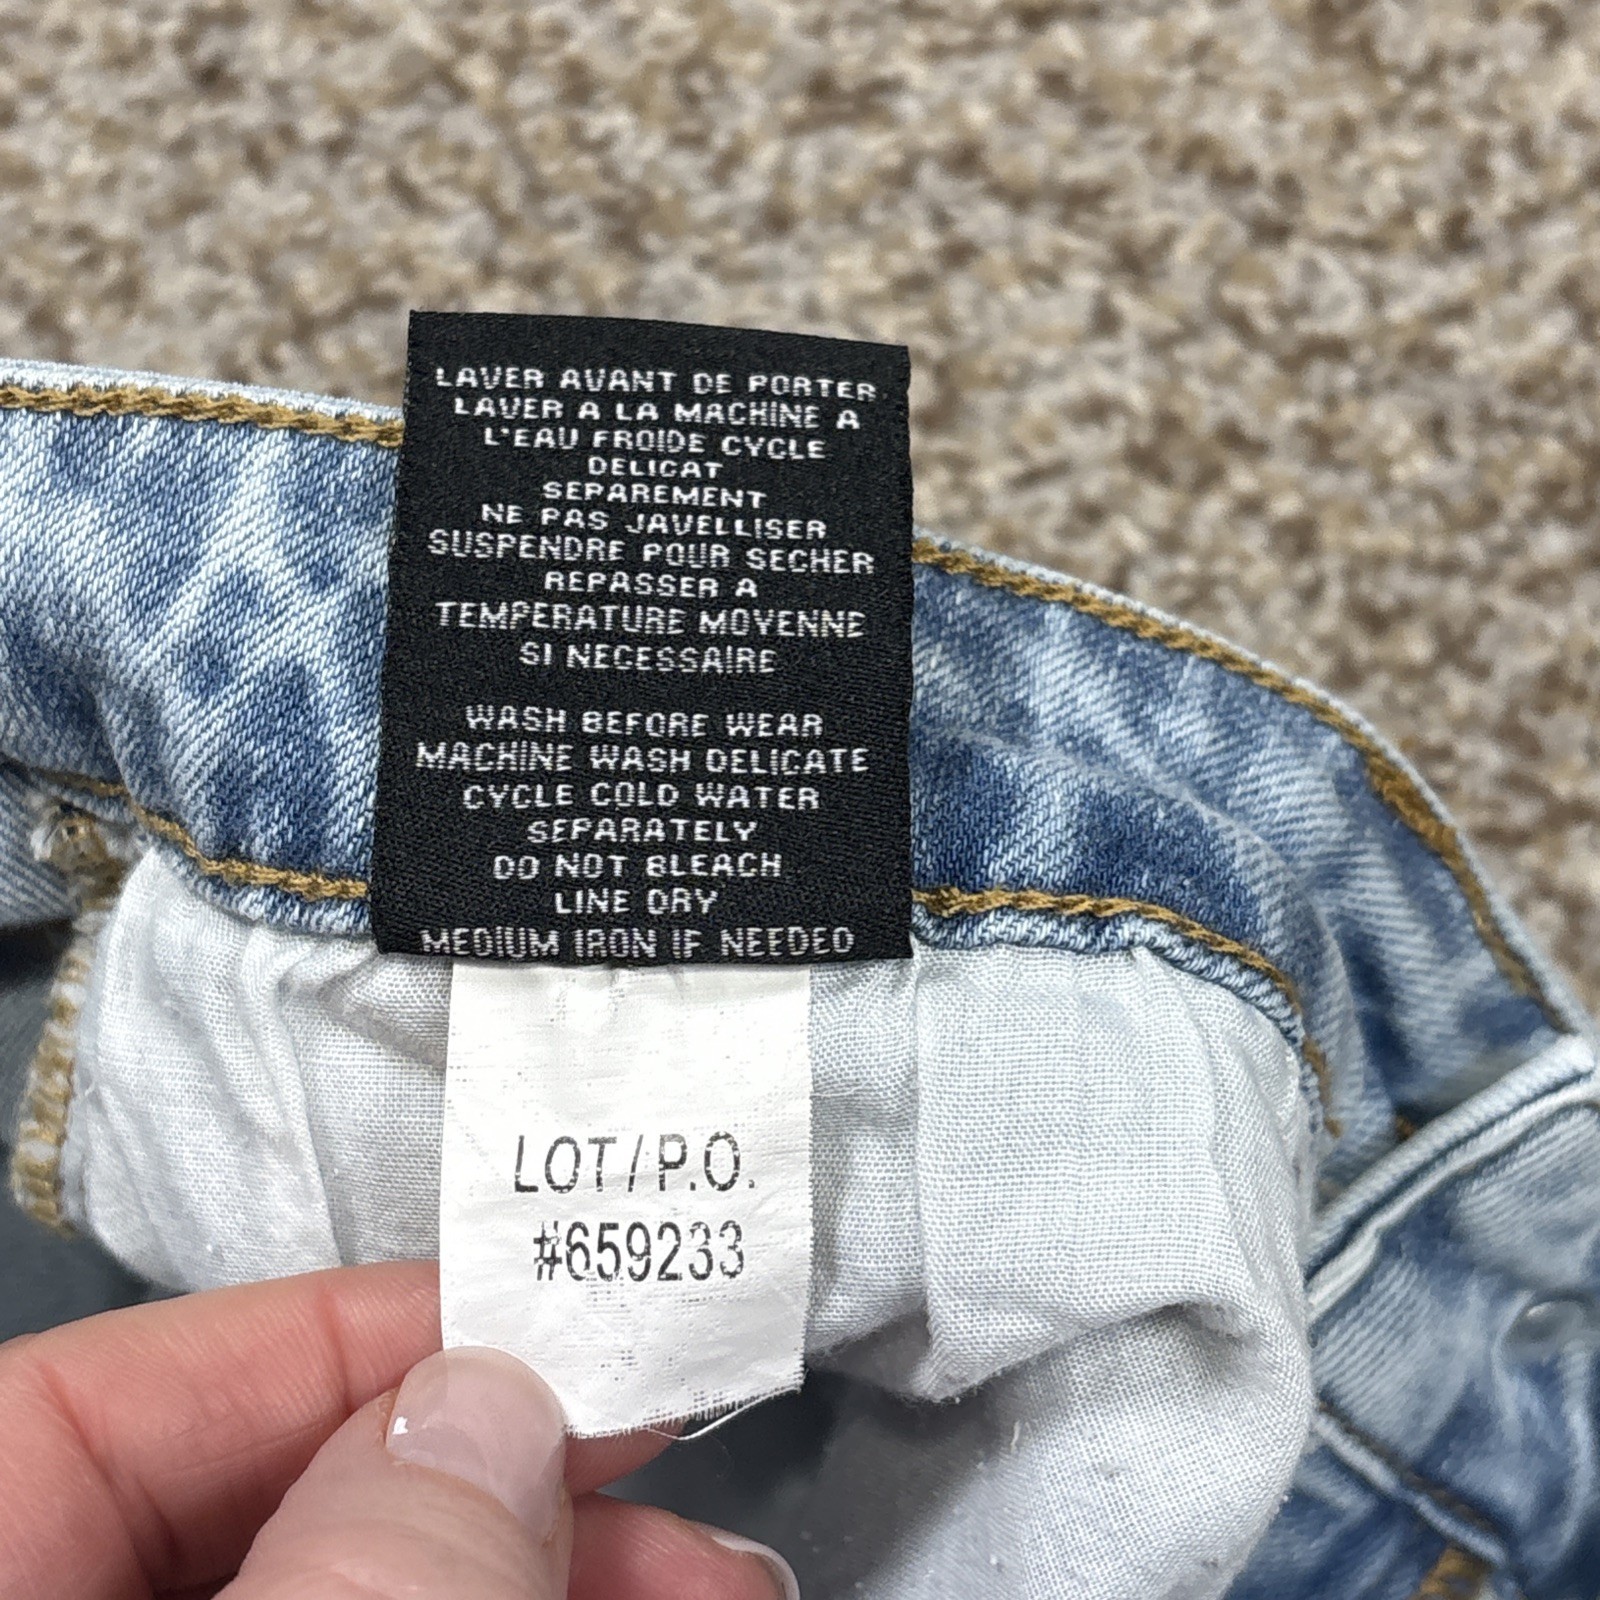 LAVER AVANT DE PORTER
LAVER A LA MACHINE A
L'EAU FROIDE CYCLE
DELICAT
SEPAREMENT
NE PAS JAVELLISER
SUSPENDRE POUR SECHER
REPASSER A
TEMPERATURE MOYENNE
SI NECESSAIRE
WASH BEFORE WEAR
MACHINE WASH DELICATE
CYCLE COLD WATER
SEPARATELY
DO NOT BLEACH
LINE DRY
MEDIUM IRON IF NEEDED
LOT/P.O.
#659233